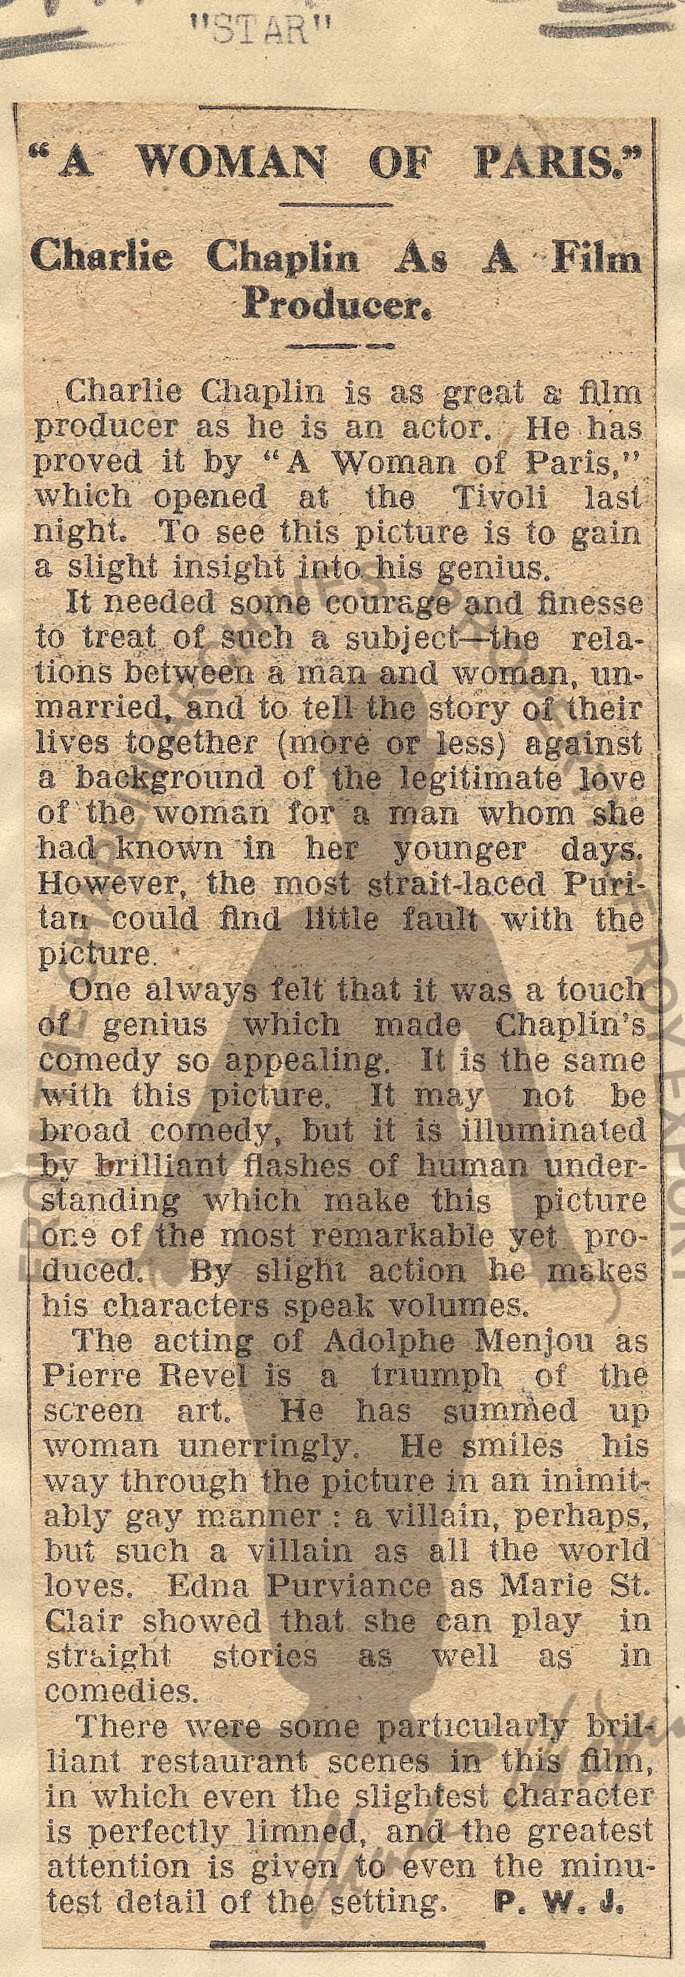 "STAR"
“A WOMAN OF PARIS.”
Charlie Chaplin As A Film
Producer.
Charlie Chaplin is as great a film
producer as he is an actor. He has
proved it by “A Woman of Paris,”
which opened at the Tivoli last
night. To see this picture is to gain
a slight insight into his genius.
It needed some courage and finesse
to treat of such a subject—the rela-
tions between a man and woman, un-
married, and to tell the story of their
lives together (more or less) against
a background of the legitimate love
of the woman for a man whom she
had known in her younger days.
However, the most strait-laced Puri-
tan could find little fault with the
picture.
One always felt that it was a touch
of genius which made Chaplin's
comedy so appealing. It is the same
with this picture. It may not be
broad comedy, but it is illuminated
by brilliant flashes of human under-
standing which make this picture
one of the most remarkable yet pro-
duced. By slight action he makes
his characters speak volumes.
The acting of Adolphe Menjou as
Pierre Revel is a triumph of the
screen art. He has summed up
woman unerringly. He smiles his
way through the picture in an inimit-
ably gay manner : a villain, perhaps,
but such a villain as all the world
loves. Edna Purviance as Marie St.
Clair showed that she can play in
straight stories as well as in
comedies.
There were some particularly bril-
liant restaurant scenes in this film,
in which even the slightest character
is perfectly limned, and the greatest
attention is given to even the minu-
test detail of the setting. P. W. J.
FROM THE CHAPLIN ARCHIVES PROPERTY OF ROY EXPORT